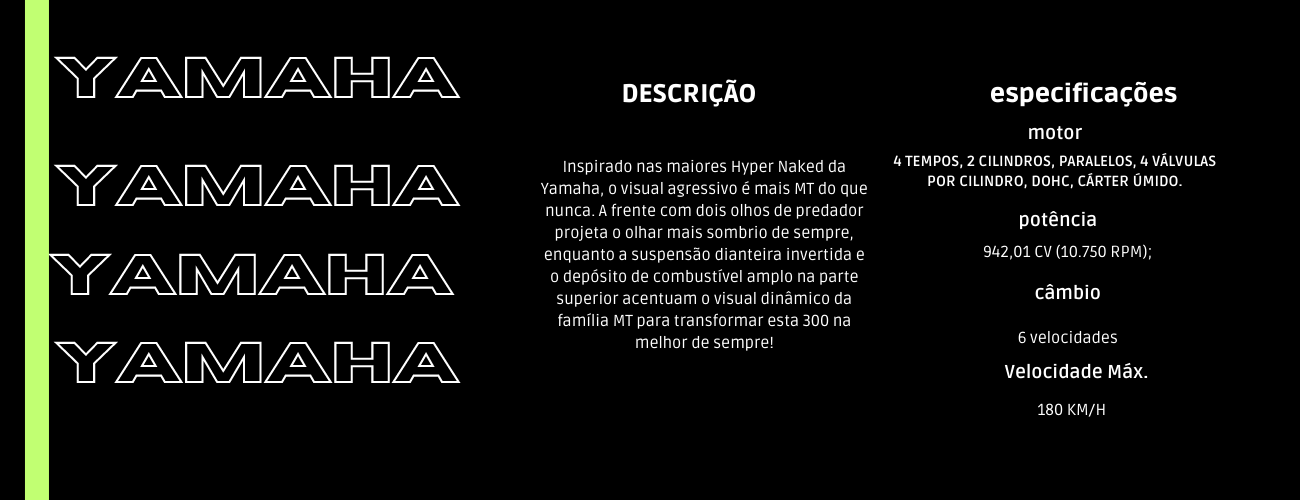 YAMAHA
YAMAHA
YAMAHA
YAMAHA
DESCRIÇÃO
Inspirado nas maiores Hyper Naked da
Yamaha, o visual agressivo é mais MT do que
nunca. A frente com dois olhos de predador
projeta o olhar mais sombrio de sempre,
enquanto a suspensão dianteira invertida e
o depósito de combustível amplo na parte
superior acentuam o visual dinâmico da
família MT para transformar esta 300 na
melhor de sempre!
especificações
motor
4 TEMPOS, 2 CILINDROS, PARALELOS, 4 VÁLVULAS
POR CILINDRO, DOHC, CÁRTER ÚMIDO.
potência
942,01 CV (10.750 RPM);
câmbio
6 velocidades
Velocidade Máx.
180 KM/H